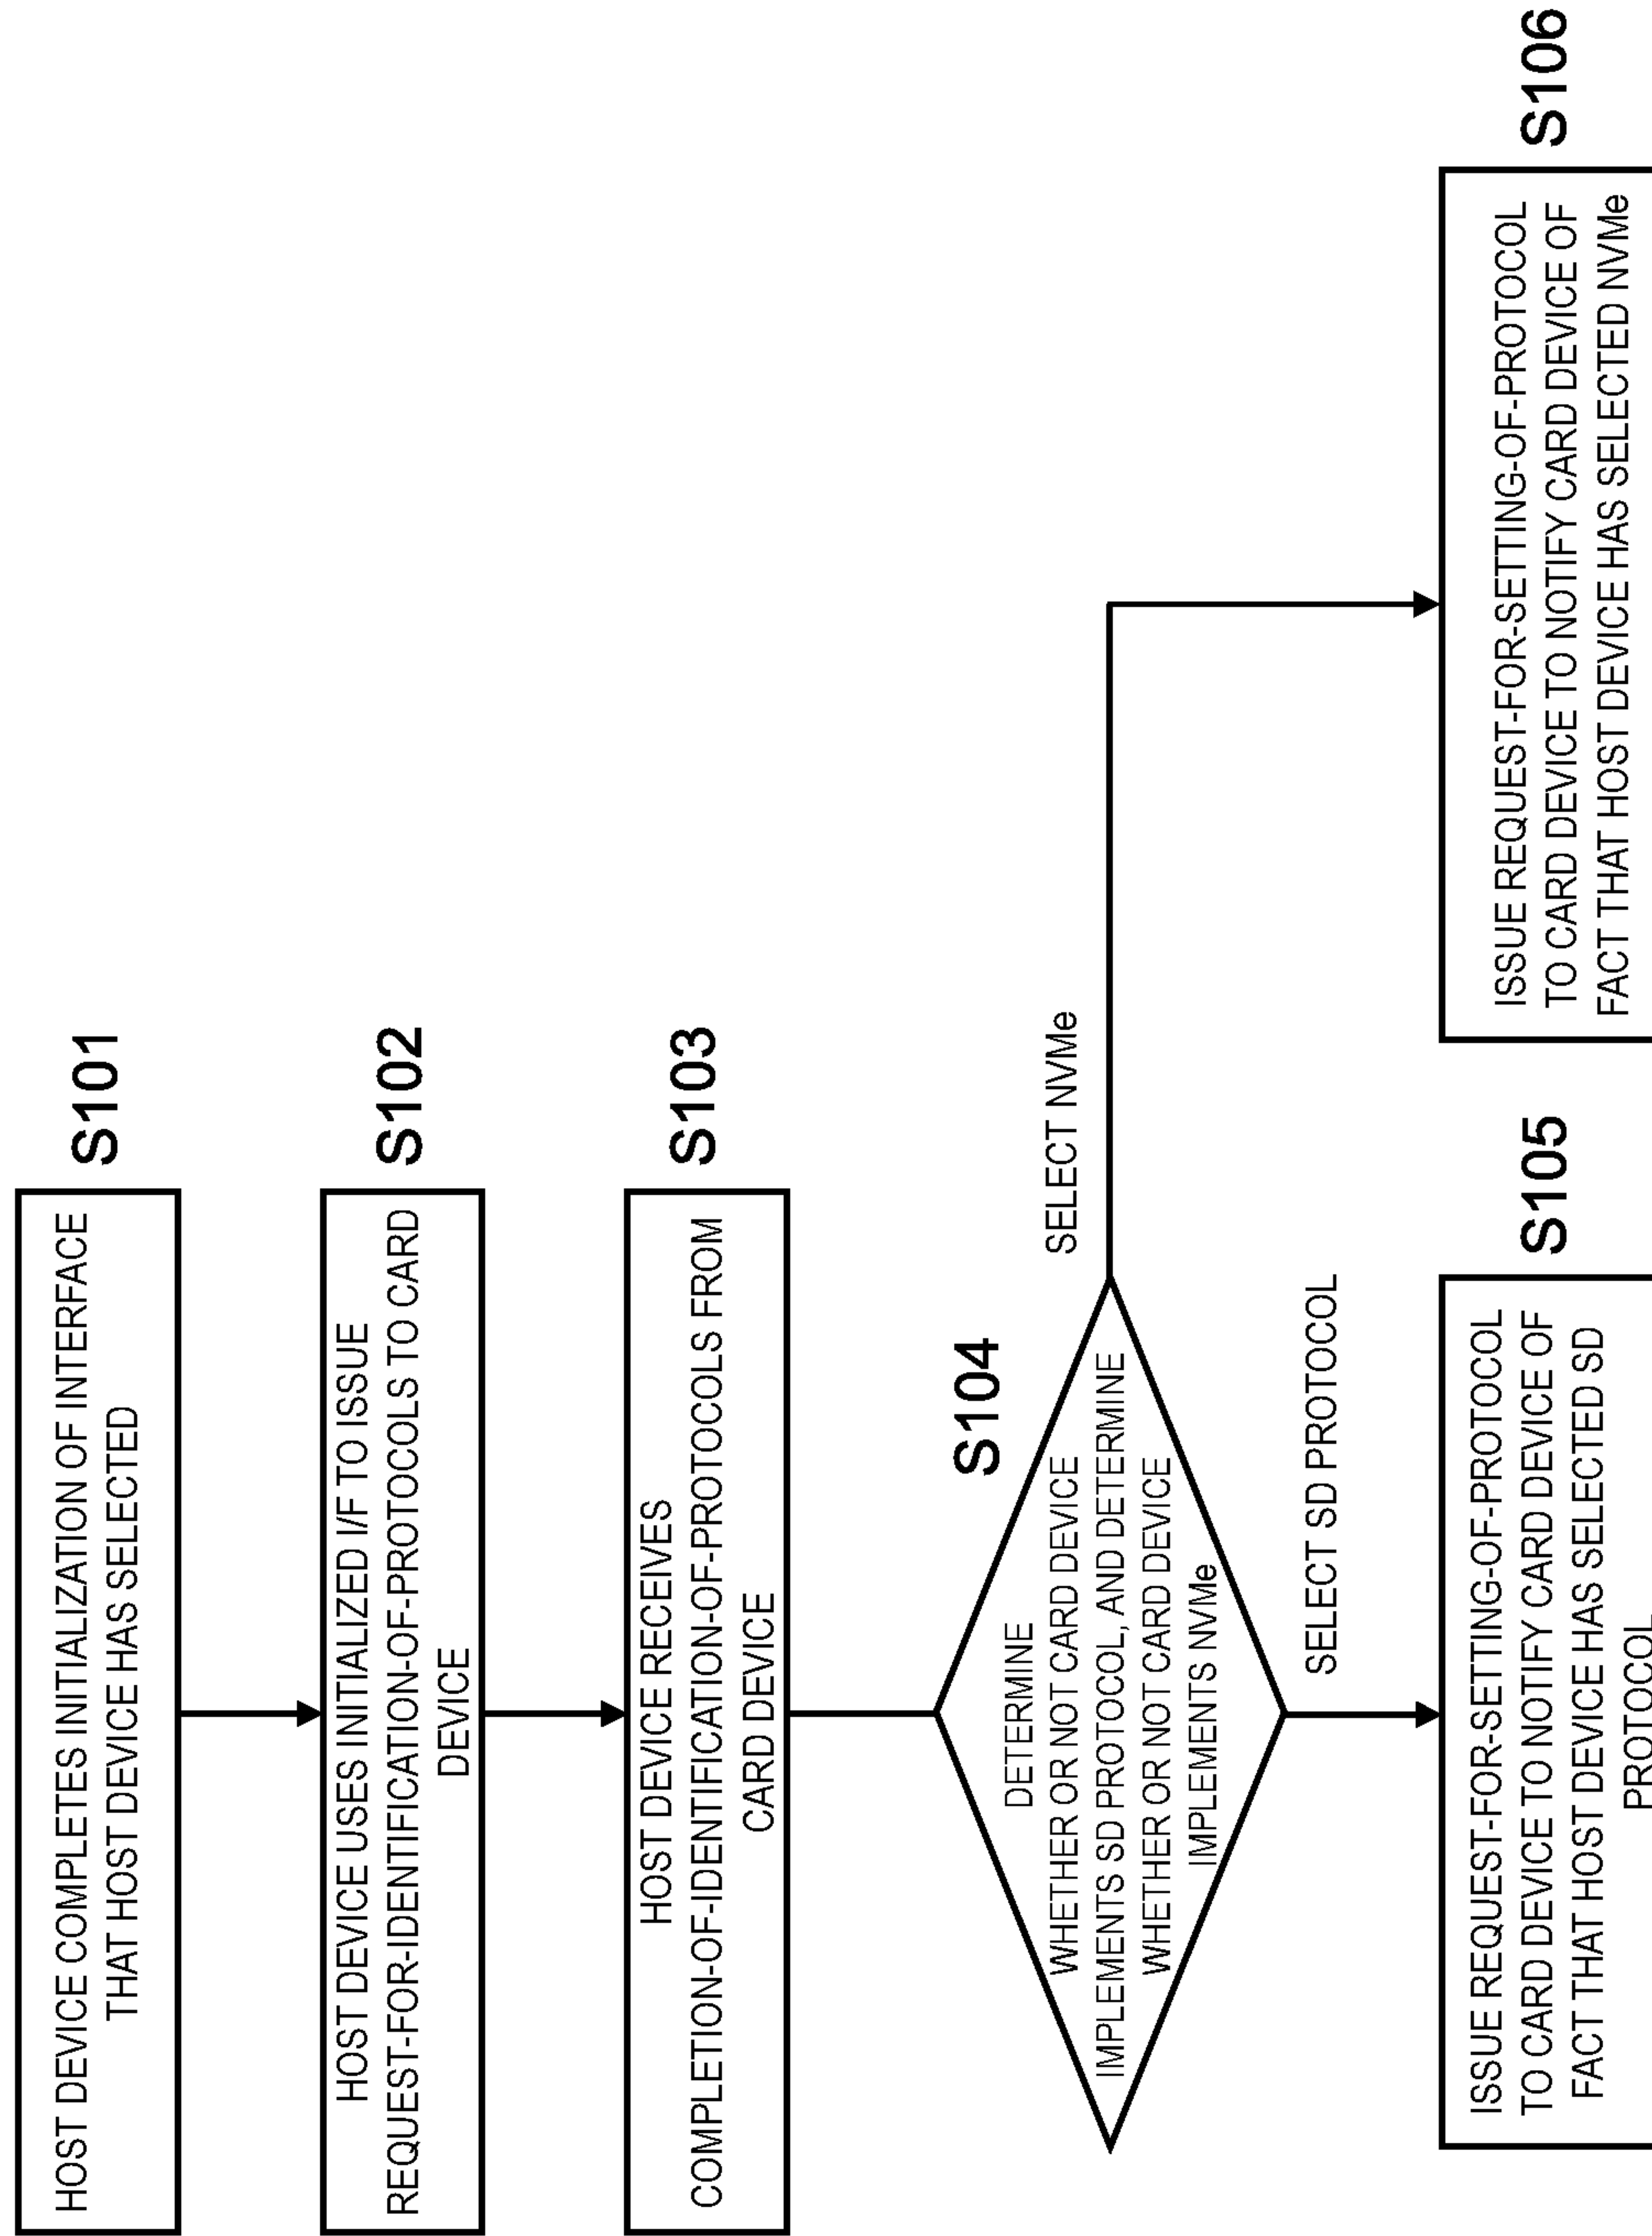 HOST DEVICE COMPLETES INITIALIZATION OF INTERFACE
THAT HOST DEVICE HAS SELECTED
S101
HOST DEVICE USES INITIALIZED I/F TO ISSUE
REQUEST-FOR-IDENTIFICATION-OF-PROTOCOLS TO CARD
DEVICE
S102
HOST DEVICE RECEIVES
COMPLETION-OF-IDENTIFICATION-OF-PROTOCOLS FROM
CARD DEVICE
S103
S104
DETERMINE
WHETHER OR NOT CARD DEVICE
IMPLEMENTS SD PROTOCOL, AND DETERMINE
WHETHER OR NOT CARD DEVICE
IMPLEMENTS NVMe
SELECT NVMe
SELECT SD PROTOCOL
ISSUE REQUEST-FOR-SETTING-OF-PROTOCOL
TO CARD DEVICE TO NOTIFY CARD DEVICE OF
FACT THAT HOST DEVICE HAS SELECTED SD
PROTOCOL
S105
ISSUE REQUEST-FOR-SETTING-OF-PROTOCOL
TO CARD DEVICE TO NOTIFY CARD DEVICE OF
FACT THAT HOST DEVICE HAS SELECTED NVMe
S106